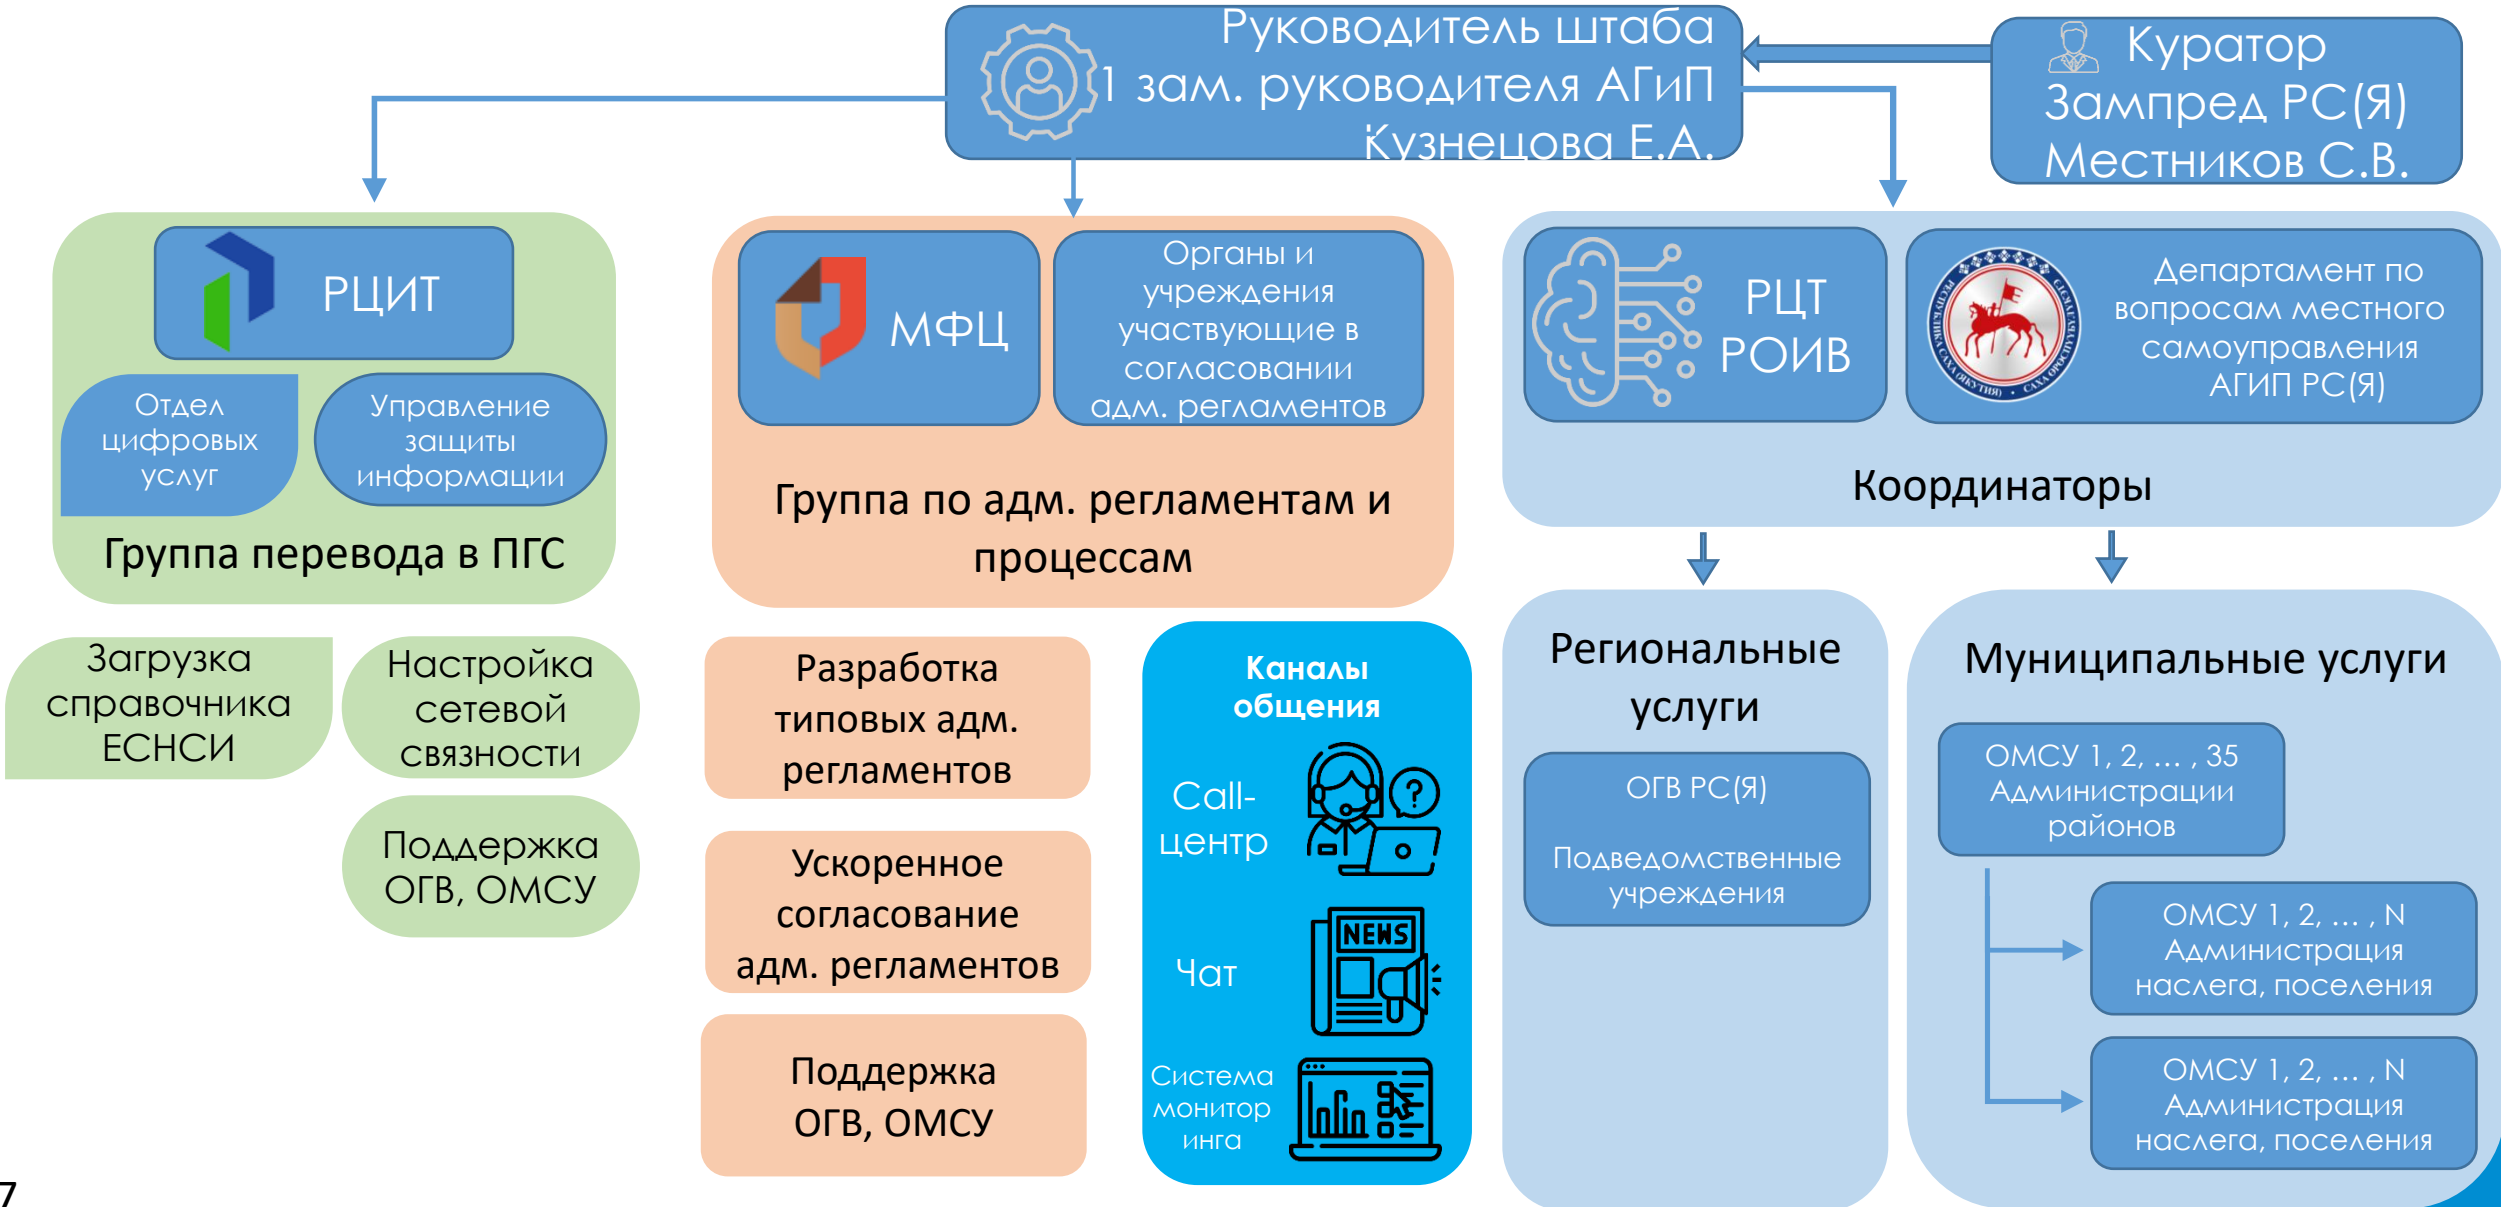 Руководитель штаба
1 зам. руководителя АГиП
Кузнецова Е.А.
Куратор
Зампред РС(Я)
Местников С.В.
РЦИТ
Отдел
цифровых
услуг
Управление
защиты
информации
Группа перевода в ПГС
Загрузка
справочника
ЕСНСИ
Настройка
сетевой
связности
Поддержка
ОГВ, ОМСУ
МФЦ
Органы и
учреждения
участвующие в
согласовании
адм. регламентов
Группа по адм. регламентам и
процессам
Разработка
типовых адм.
регламентов
Ускоренное
согласование
адм. регламентов
Поддержка
ОГВ, ОМСУ
Каналы
общения
Call-
центр
Чат
NEWS
Система
монитор
инга
РЦТ
РОИВ
РЕСПУБЛИКА САХА (ЯКУТИЯ)
Департамент по
вопросам местного
самоуправления
АГИП РС(Я)
Координаторы
Региональные
услуги
ОГВ РС(Я)
Подведомственные
учреждения
Муниципальные услуги
ОМСУ 1, 2, ... , 35
Администрации
районов
ОМСУ 1, 2, ... , N
Администрация
наслега, поселения
ОМСУ 1, 2, ... , N
Администрация
наслега, поселения
7